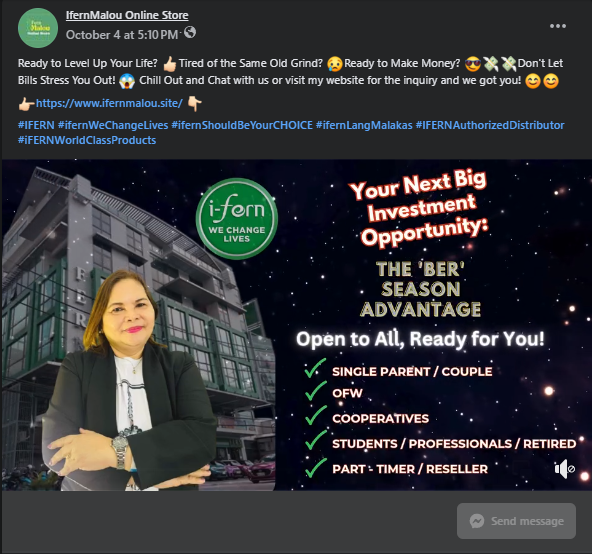 IfernMalou Online Store
October 4 at 5:10 PM ·
Ready to Level Up Your Life? 👍🏻Tired of the Same Old Grind? 😥Ready to Make Money? 😎💸💸Don't Let
Bills Stress You Out! 😱 Chill Out and Chat with us or visit my website for the inquiry and we got you! 😊😊
👉🏻https://www.ifernmalou.site/ 👇🏻
#IFERN #ifernWeChangeLives #ifernShouldBeYourCHOICE #ifernLangMalakas #IFERNAuthorizedDistributor
#iFERNWorldClassProducts
i-fern
WE CHANGE
LIVES
Your Next Big
Investment
Opportunity:
THE 'BER'
SEASON
ADVANTAGE
Open to All, Ready for You!
SINGLE PARENT / COUPLE
OFW
COOPERATIVES
STUDENTS / PROFESSIONALS / RETIRED
PART - TIMER / RESELLER
Send message